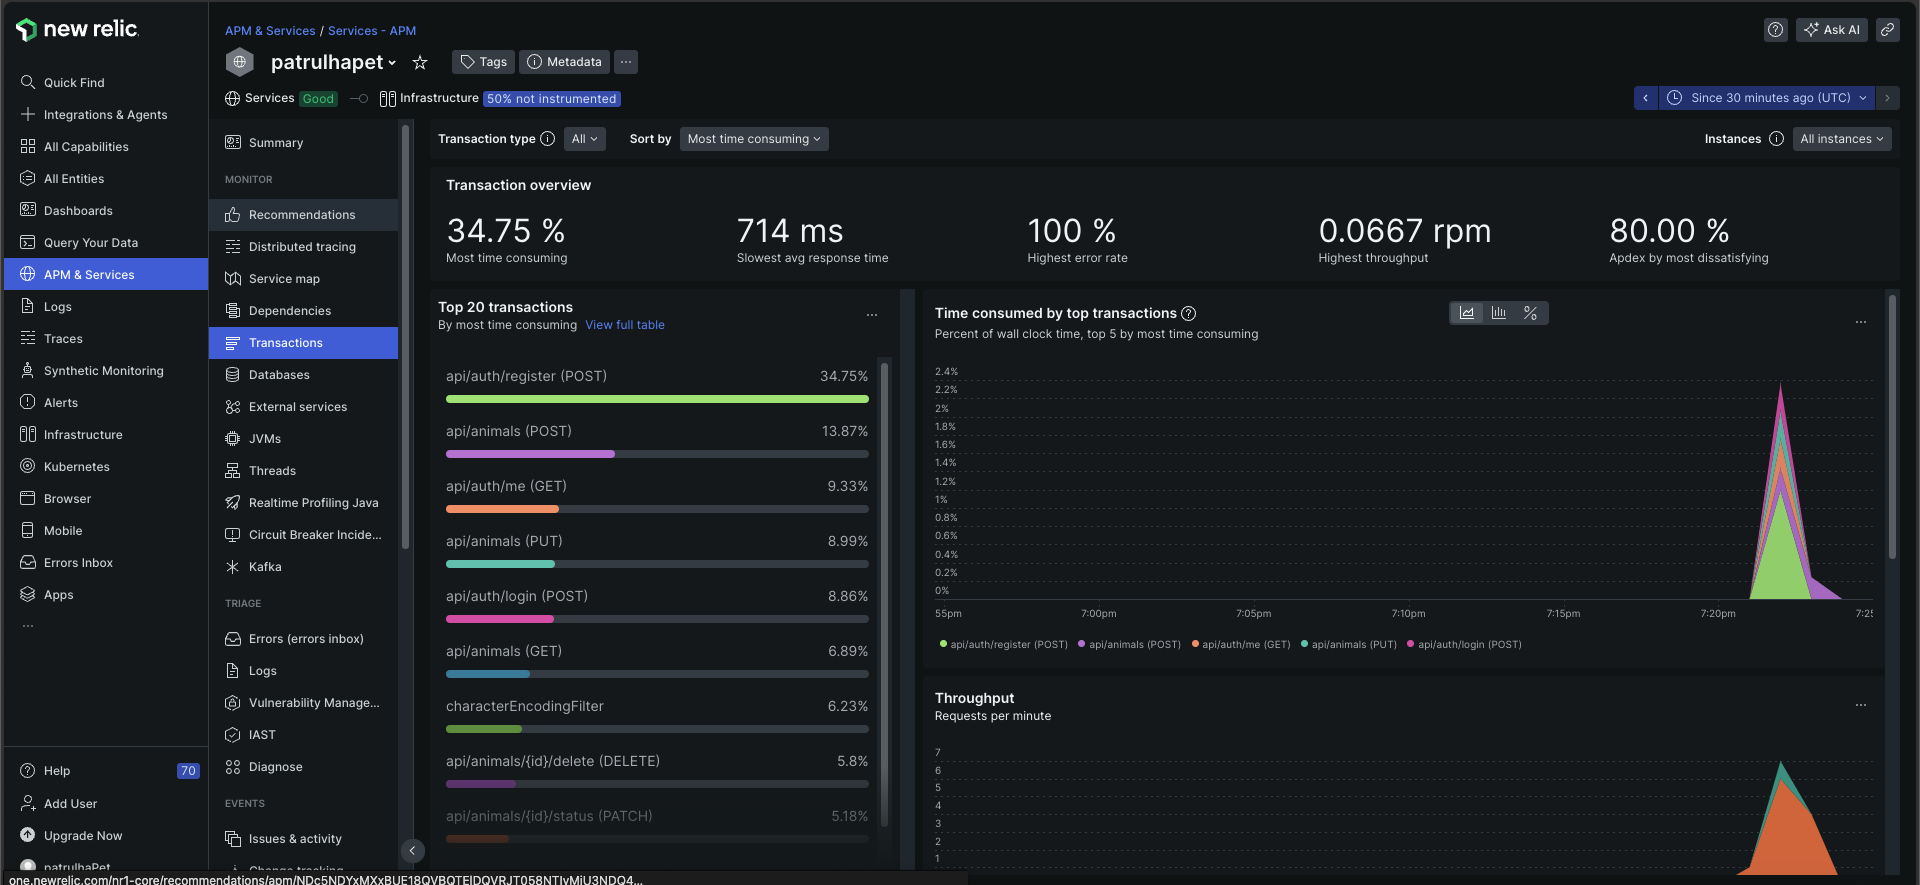 new relic.
Quick Find
Integrations & Agents
All Capabilities
All Entities
Dashboards
Query Your Data
APM & Services
Logs
Traces
Synthetic Monitoring
Alerts
Infrastructure
Kubernetes
Browser
Mobile
Errors Inbox
Apps
...
Help 70
Add User
Upgrade Now
patrulhaPet
APM & Services / Services - APM
Ask AI
patrulhapet
Tags
Metadata
...
Services Good
Infrastructure 50% not instrumented
Since 30 minutes ago (UTC)
Summary
MONITOR
Recommendations
Distributed tracing
Service map
Dependencies
Transactions
Databases
External services
JVMs
Threads
Realtime Profiling Java
Circuit Breaker Incide...
Kafka
TRIAGE
Errors (errors inbox)
Logs
Vulnerability Manage...
IAST
Diagnose
EVENTS
Issues & activity
Change tracking
Transaction type All
Sort by Most time consuming
Instances All instances
Transaction overview
34.75 %
Most time consuming
714 ms
Slowest avg response time
100 %
Highest error rate
0.0667 rpm
Highest throughput
80.00 %
Apdex by most dissatisfying
Top 20 transactions
By most time consuming View full table
...
api/auth/register (POST) 34.75%
api/animals (POST) 13.87%
api/auth/me (GET) 9.33%
api/animals (PUT) 8.99%
api/auth/login (POST) 8.86%
api/animals (GET) 6.89%
characterEncodingFilter 6.23%
api/animals/{id}/delete (DELETE) 5.8%
api/animals/{id}/status (PATCH) 5.18%
Time consumed by top transactions
Percent of wall clock time, top 5 by most time consuming
%
...
2.4%
2.2%
2%
1.8%
1.6%
1.4%
1.2%
1%
0.8%
0.6%
0.4%
0.2%
0%
55pm 7:00pm 7:05pm 7:10pm 7:15pm 7:20pm 7:25
api/auth/register (POST) api/animals (POST) api/auth/me (GET) api/animals (PUT) api/auth/login (POST)
Throughput
Requests per minute
...
7
6
5
4
3
2
1